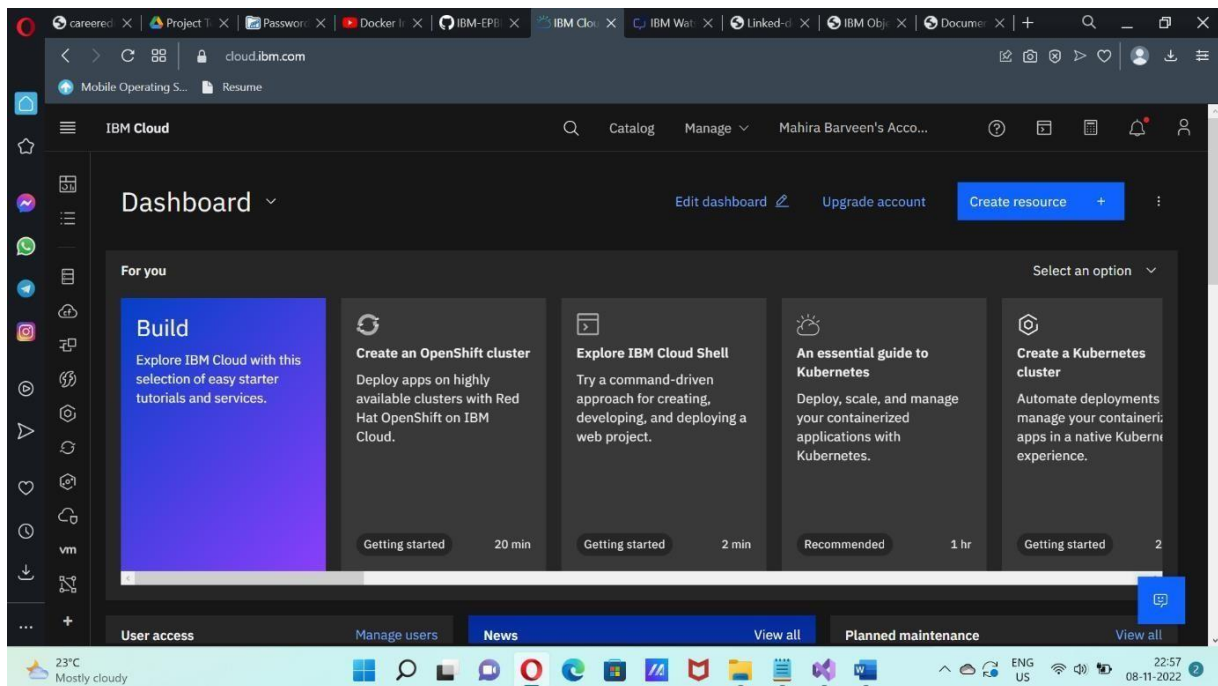 careered
Project T
Password
Docker I
IBM-EPB
IBM Clou
IBM Wat
Linked-d
IBM Obje
Documer
cloud.ibm.com
Mobile Operating S...
Resume
IBM Cloud
Catalog
Manage
Mahira Barveen's Acco...
Dashboard
Edit dashboard
Upgrade account
Create resource +
For you
Select an option
Build
Explore IBM Cloud with this
selection of easy starter
tutorials and services.
Create an OpenShift cluster
Deploy apps on highly
available clusters with Red
Hat OpenShift on IBM
Cloud.
Getting started
20 min
Explore IBM Cloud Shell
Try a command-driven
approach for creating,
developing, and deploying a
web project.
Getting started
2 min
An essential guide to
Kubernetes
Deploy, scale, and manage
your containerized
applications with
Kubernetes.
Recommended
1 hr
Create a Kubernetes
cluster
Automate deployments
manage your containeri
apps in a native Kuberne
experience.
Getting started
2
vm
User access
Manage users
News
View all
Planned maintenance
View all
23°C
Mostly cloudy
ENG
US
22:57
08-11-2022
2